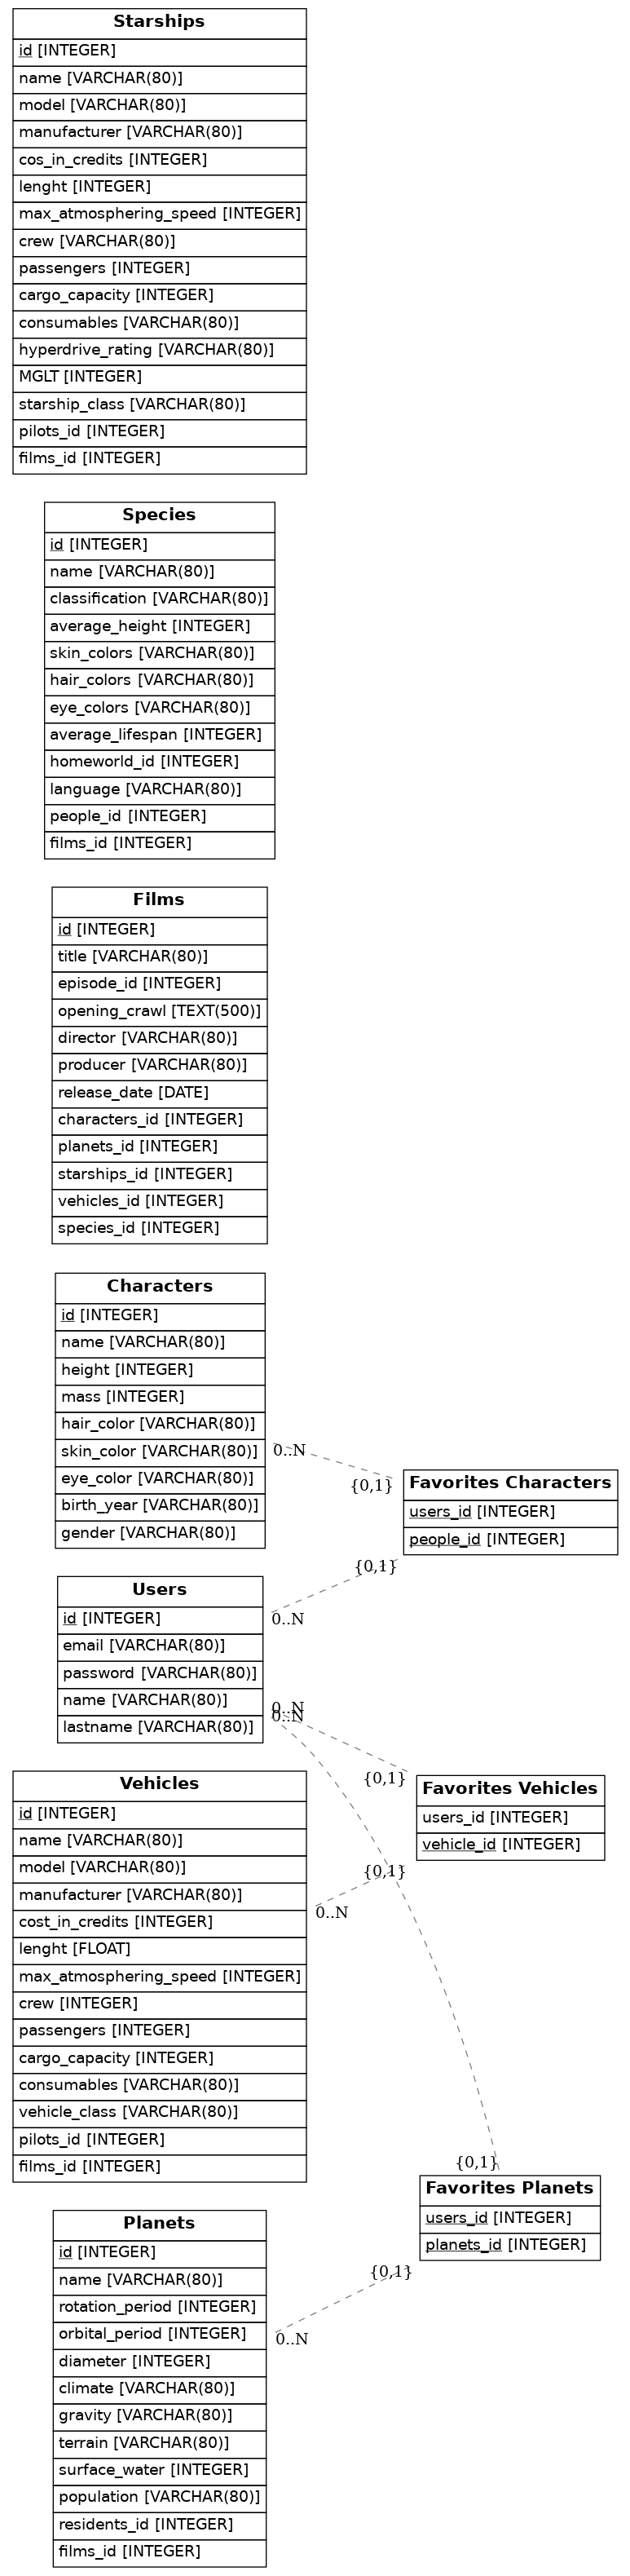 Starships
id [INTEGER]
name [VARCHAR(80)]
model [VARCHAR(80)]
manufacturer [VARCHAR(80)]
cos_in_credits [INTEGER]
lenght [INTEGER]
max_atmosphering_speed [INTEGER]
crew [VARCHAR(80)]
passengers [INTEGER]
cargo_capacity [INTEGER]
consumables [VARCHAR(80)]
hyperdrive_rating [VARCHAR(80)]
MGLT [INTEGER]
starship_class [VARCHAR(80)]
pilots_id [INTEGER]
films_id [INTEGER]
Species
id [INTEGER]
name [VARCHAR(80)]
classification [VARCHAR(80)]
average_height [INTEGER]
skin_colors [VARCHAR(80)]
hair_colors [VARCHAR(80)]
eye_colors [VARCHAR(80)]
average_lifespan [INTEGER]
homeworld_id [INTEGER]
language [VARCHAR(80)]
people_id [INTEGER]
films_id [INTEGER]
Films
id [INTEGER]
title [VARCHAR(80)]
episode_id [INTEGER]
opening_crawl [TEXT(500)]
director [VARCHAR(80)]
producer [VARCHAR(80)]
release_date [DATE]
characters_id [INTEGER]
planets_id [INTEGER]
starships_id [INTEGER]
vehicles_id [INTEGER]
species_id [INTEGER]
Characters
id [INTEGER]
name [VARCHAR(80)]
height [INTEGER]
mass [INTEGER]
hair_color [VARCHAR(80)]
skin_color [VARCHAR(80)]
eye_color [VARCHAR(80)]
birth_year [VARCHAR(80)]
gender [VARCHAR(80)]
0..N
{0,1}
Favorites Characters
users_id [INTEGER]
people_id [INTEGER]
{0,1}
0..N
Users
id [INTEGER]
email [VARCHAR(80)]
password [VARCHAR(80)]
name [VARCHAR(80)]
lastname [VARCHAR(80)]
0..N
0..N
{0,1}
Favorites Vehicles
users_id [INTEGER]
vehicle_id [INTEGER]
{0,1}
0..N
Vehicles
id [INTEGER]
name [VARCHAR(80)]
model [VARCHAR(80)]
manufacturer [VARCHAR(80)]
cost_in_credits [INTEGER]
lenght [FLOAT]
max_atmosphering_speed [INTEGER]
crew [INTEGER]
passengers [INTEGER]
cargo_capacity [INTEGER]
consumables [VARCHAR(80)]
vehicle_class [VARCHAR(80)]
pilots_id [INTEGER]
films_id [INTEGER]
{0,1}
Favorites Planets
users_id [INTEGER]
planets_id [INTEGER]
{0,1}
0..N
Planets
id [INTEGER]
name [VARCHAR(80)]
rotation_period [INTEGER]
orbital_period [INTEGER]
diameter [INTEGER]
climate [VARCHAR(80)]
gravity [VARCHAR(80)]
terrain [VARCHAR(80)]
surface_water [INTEGER]
population [VARCHAR(80)]
residents_id [INTEGER]
films_id [INTEGER]